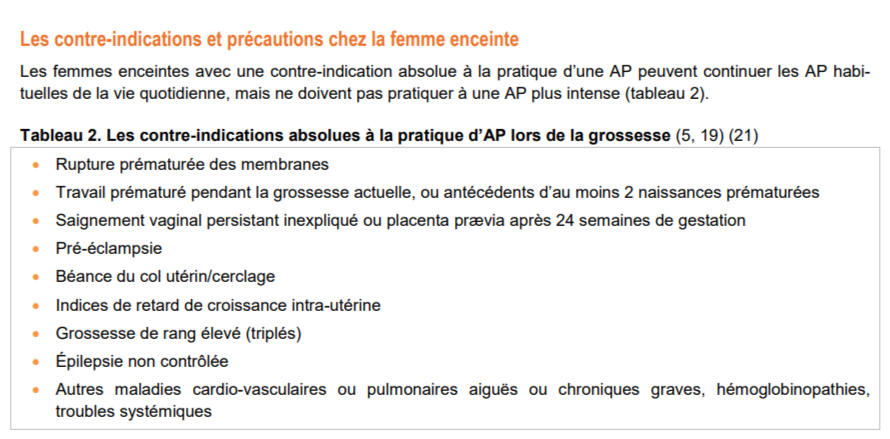 Les contre-indications et précautions chez la femme enceinte
Les femmes enceintes avec une contre-indication absolue à la pratique d’une AP peuvent continuer les AP habi-
tuelles de la vie quotidienne, mais ne doivent pas pratiquer à une AP plus intense (tableau 2).
Tableau 2. Les contre-indications absolues à la pratique d’AP lors de la grossesse (5, 19) (21)
• Rupture prématurée des membranes
• Travail prématuré pendant la grossesse actuelle, ou antécédents d’au moins 2 naissances prématurées
• Saignement vaginal persistant inexpliqué ou placenta prævia après 24 semaines de gestation
• Pré-éclampsie
• Béance du col utérin/cerclage
• Indices de retard de croissance intra-utérine
• Grossesse de rang élevé (triplés)
• Épilepsie non contrôlée
• Autres maladies cardio-vasculaires ou pulmonaires aiguës ou chroniques graves, hémoglobinopathies,
troubles systémiques